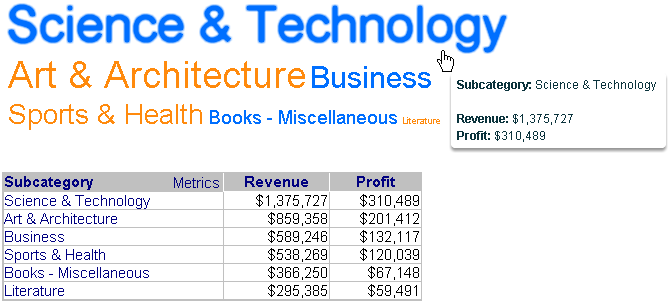 Science & Technology
Art & Architecture Business
Sports & Health Books - Miscellaneous Literature
Subcategory: Science & Technology
Revenue: $1,375,727
Profit: $310,489
Subcategory Metrics Revenue Profit
Science & Technology $1,375,727 $310,489
Art & Architecture $859,358 $201,412
Business $589,246 $132,117
Sports & Health $538,269 $120,039
Books - Miscellaneous $366,250 $67,148
Literature $295,385 $59,491